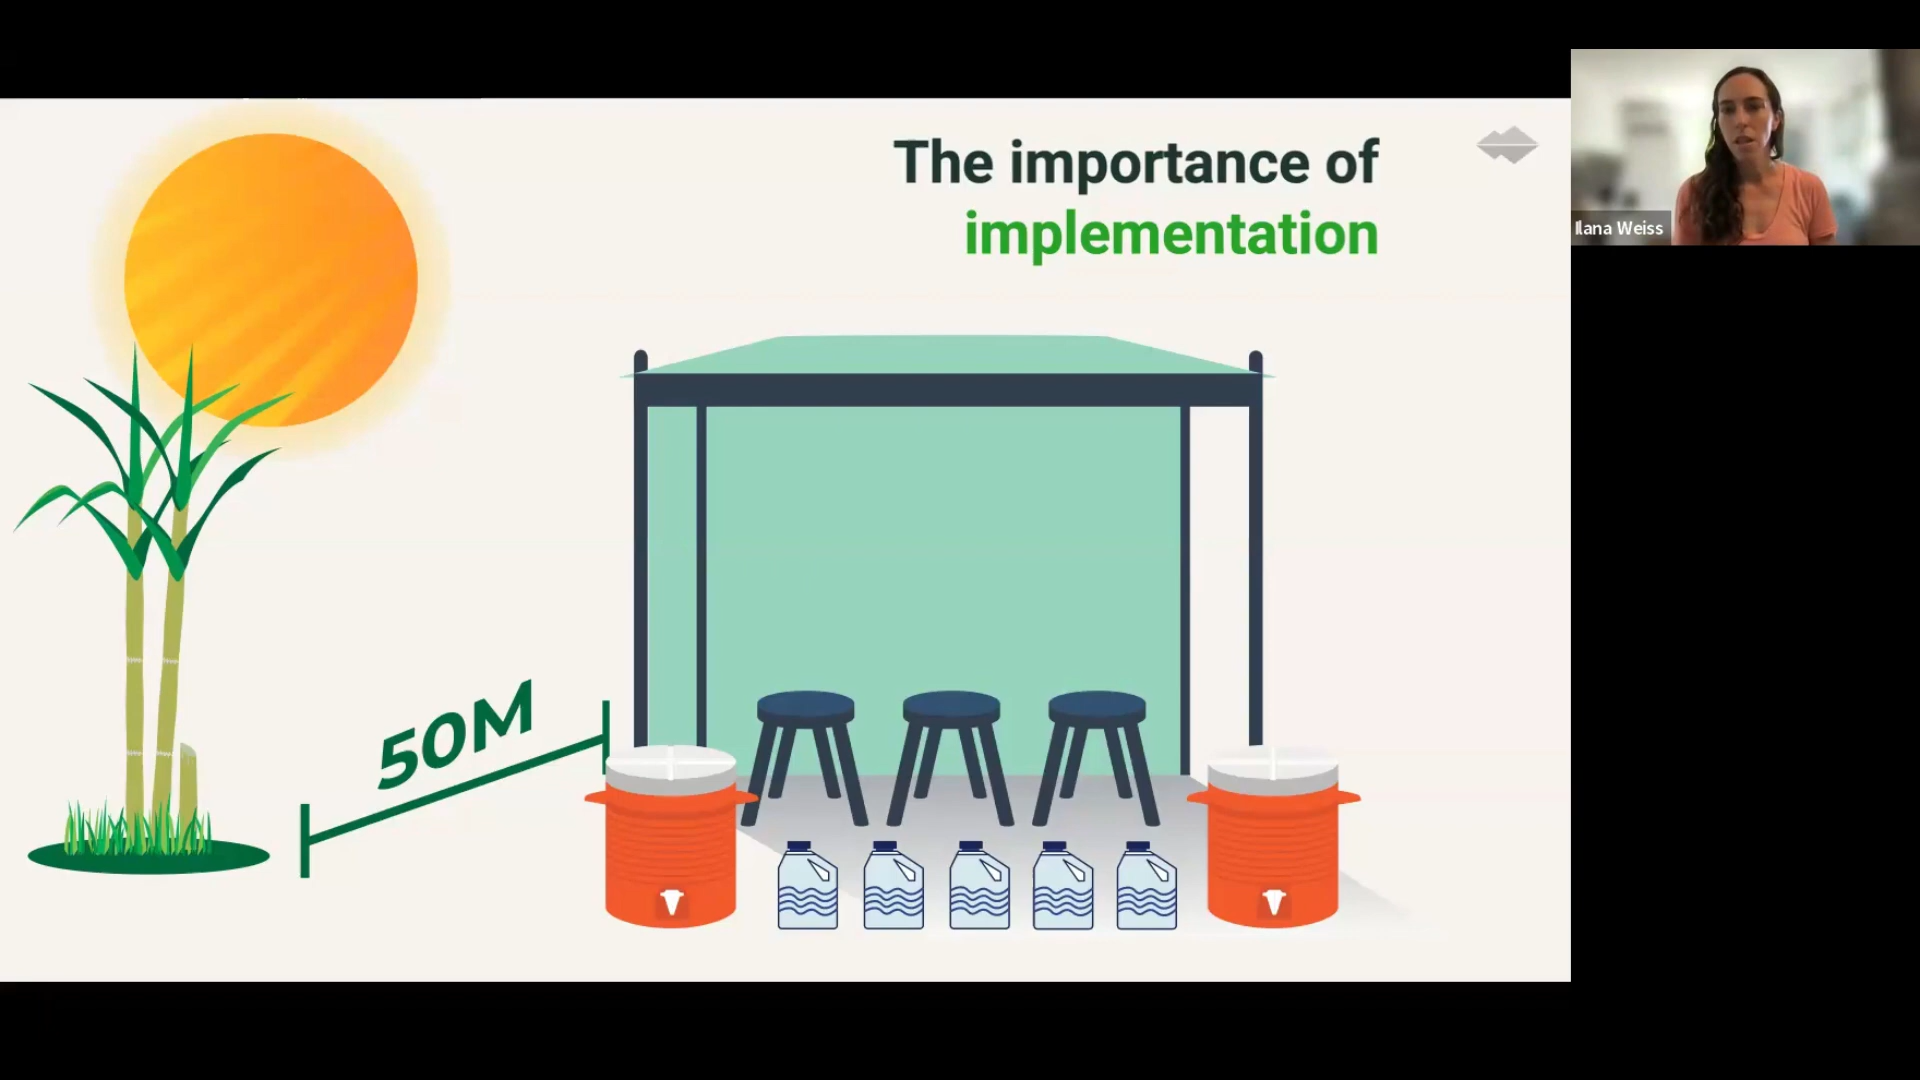 The importance of
implementation
Ilana Weiss
50M